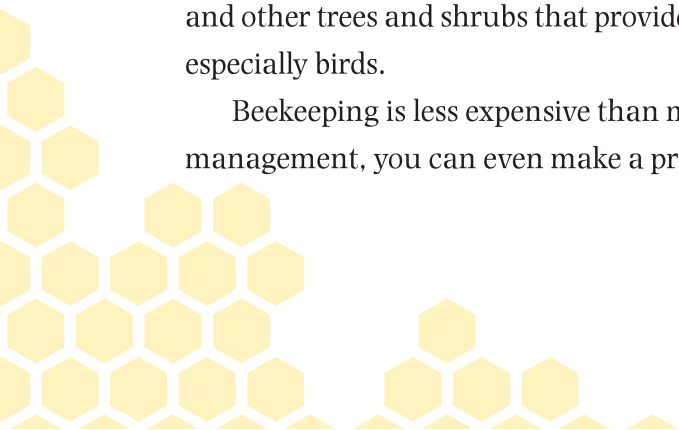 and other trees and shrubs that provide
especially birds.
Beekeeping is less expensive than
management, you can even make a